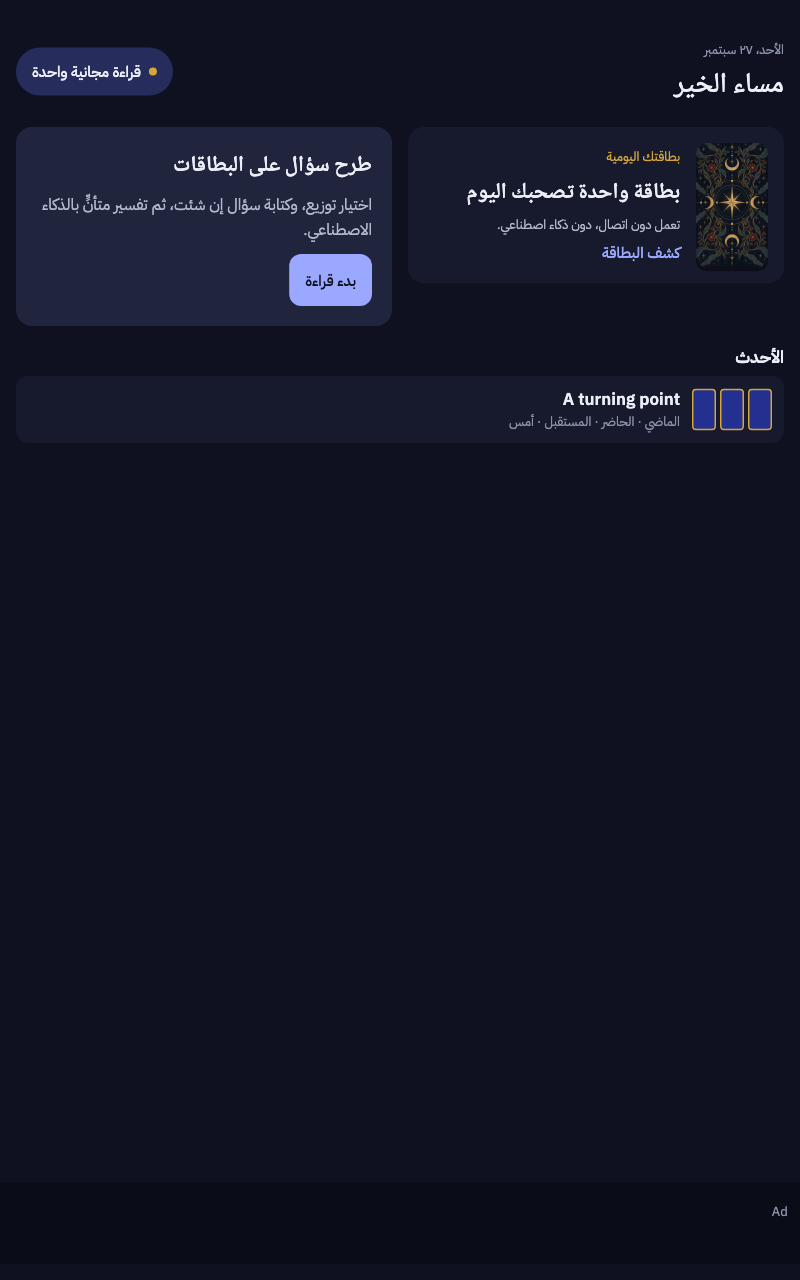 الأحد، ٢٧ سبتمبر
مساء الخير
قراءة مجانية واحدة
بطاقتك اليومية
بطاقة واحدة تصحبك اليوم
تعمل دون اتصال، دون ذكاء اصطناعي.
كشف البطاقة
طرح سؤال على البطاقات
اختيار توزيع، وكتابة سؤال إن شئت، ثم تفسير متأنٍّ بالذكاء
الاصطناعي.
بدء قراءة
الأحدث
A turning point
الماضي · الحاضر · المستقبل · أمس
Ad